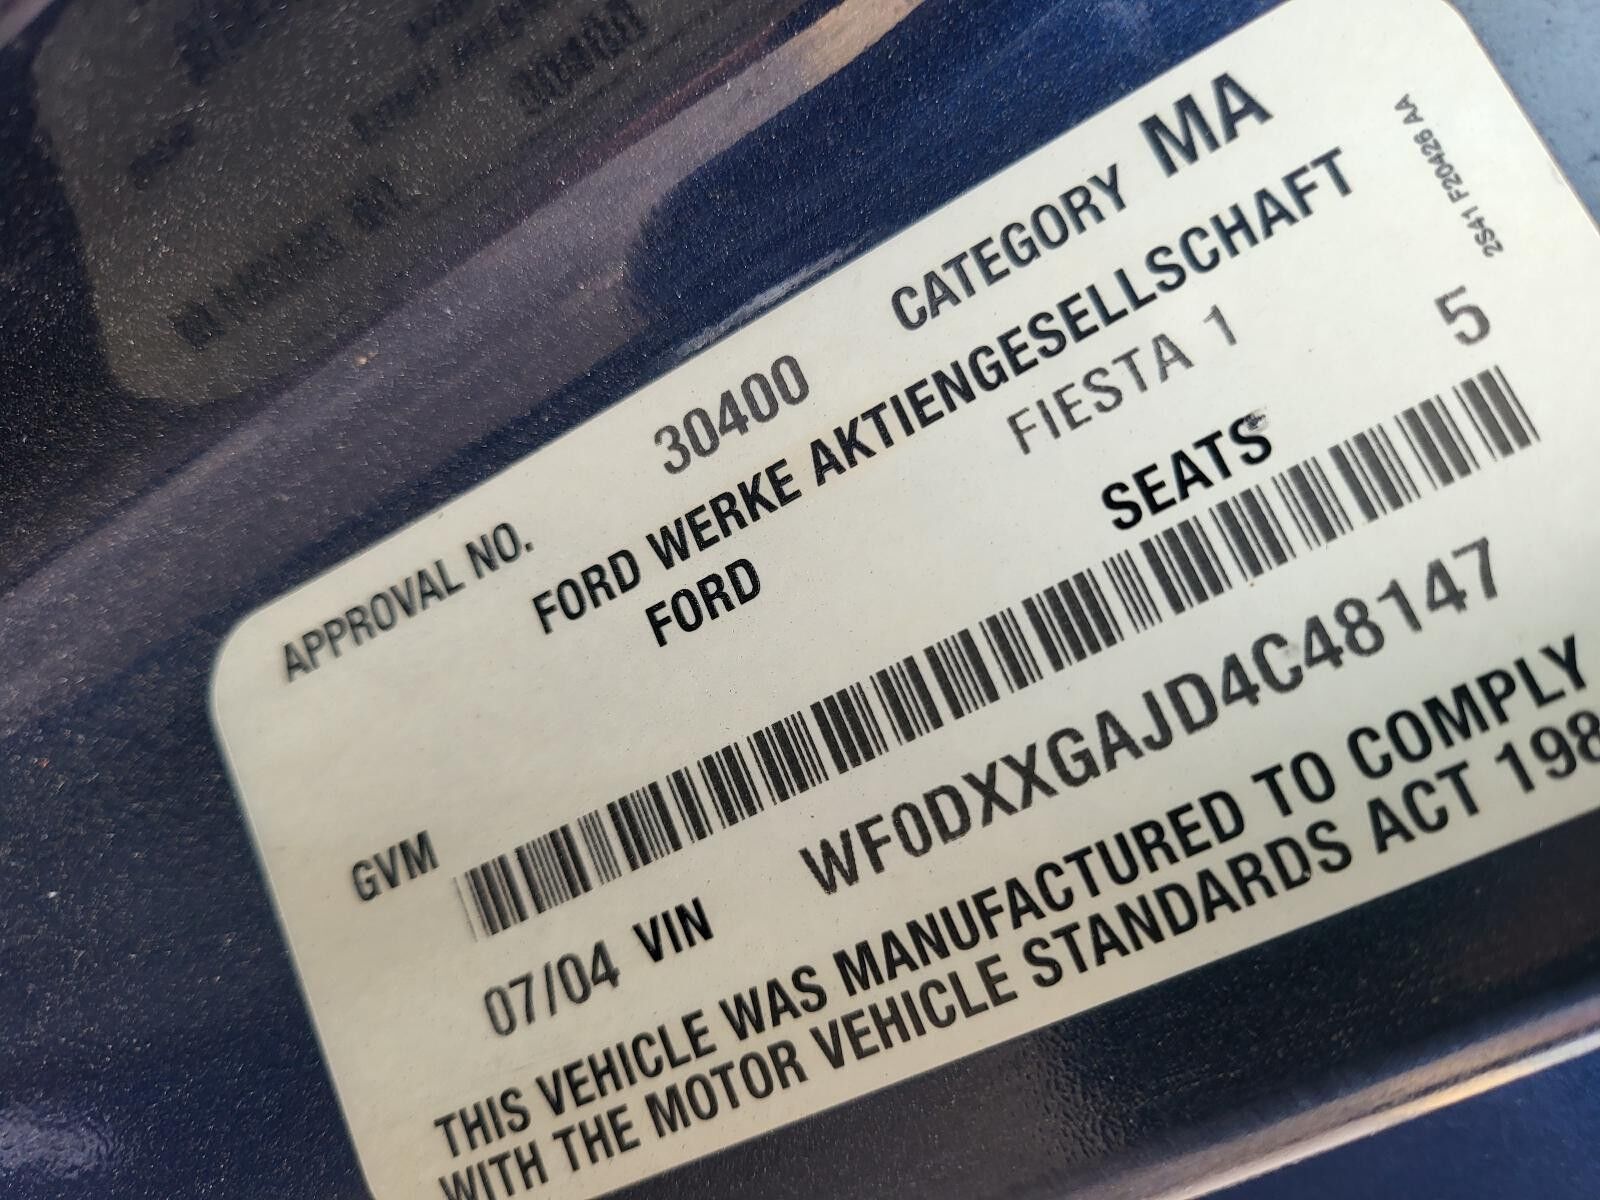 APPROVAL NO. 30400 CATEGORY MA
FORD WERKE AKTIENGESELLSCHAFT
FORD FIESTA 1
SEATS 5
GVM
07/04 VIN WF0DXXGAJD4C48147
THIS VEHICLE WAS MANUFACTURED TO COMPLY
WITH THE MOTOR VEHICLE STANDARDS ACT 198
2S41 F20426 AA